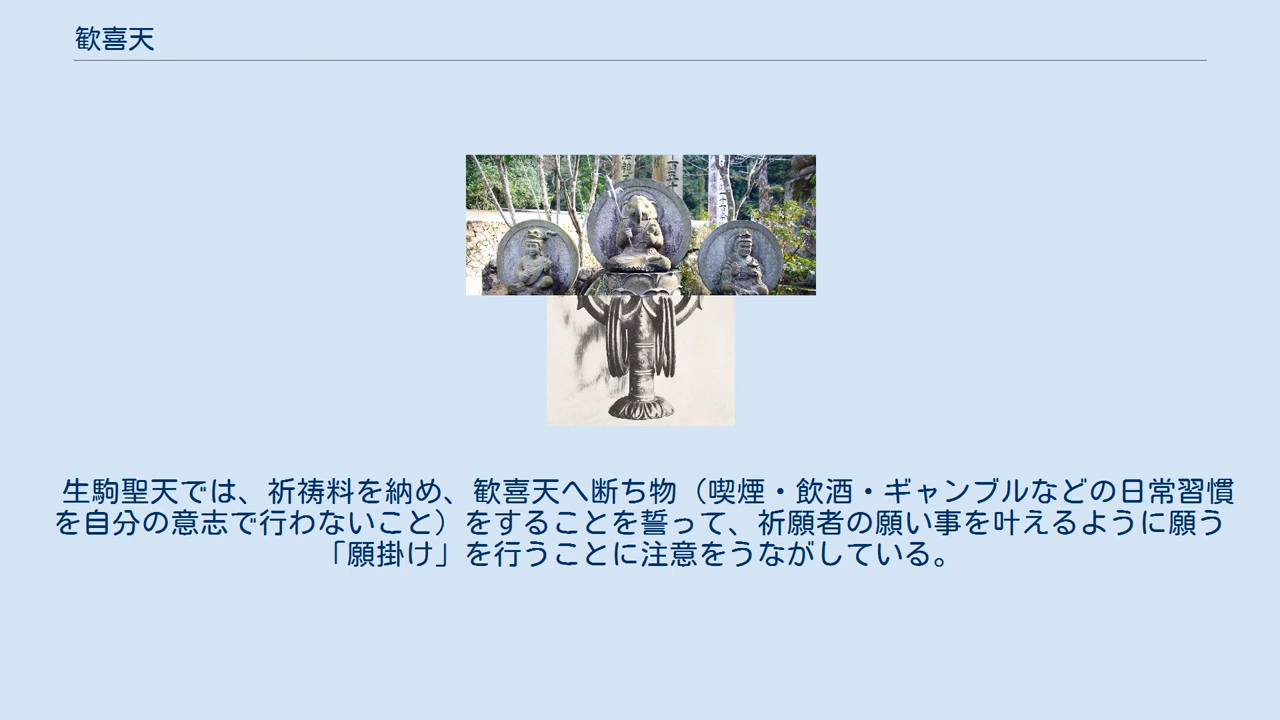 歓喜天
生駒聖天では、祈祷料を納め、歓喜天へ断ち物（喫煙・飲酒・ギャンブルなどの日常習慣
を自分の意志で行わないこと）をすることを誓って、祈願者の願い事を叶えるように願う
「願掛け」を行うことに注意をうながしている。